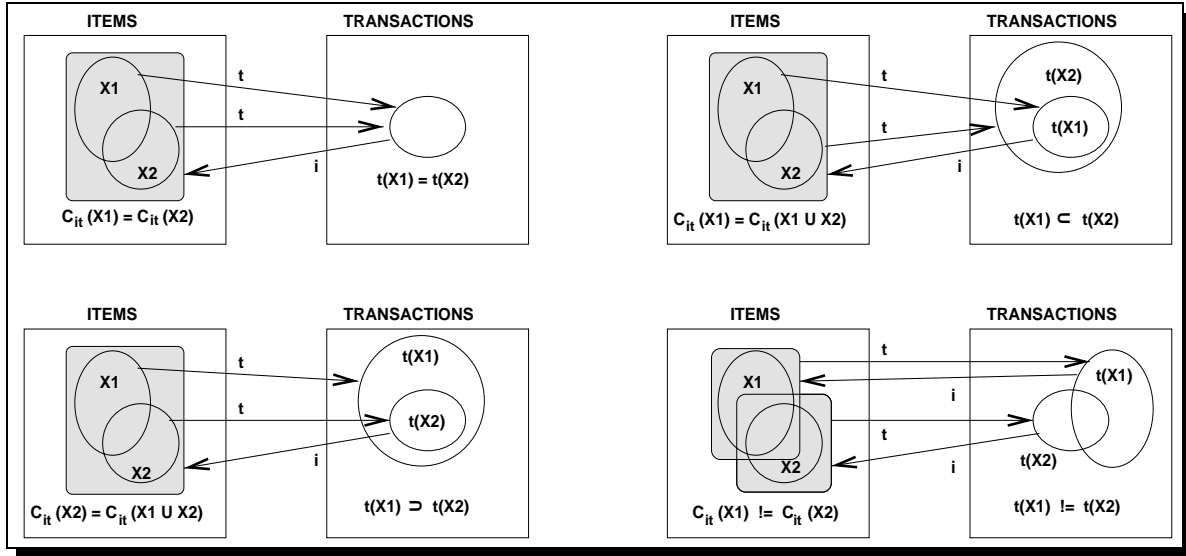 ITEMS
TRANSACTIONS
X1
X2
t
t
i
t(X1) = t(X2)
C_it (X1) = C_it (X2)
ITEMS
TRANSACTIONS
X1
X2
t
t
i
t(X2)
t(X1)
C_it (X1) = C_it (X1 U X2)
t(X1) ⊂ t(X2)
ITEMS
TRANSACTIONS
X1
X2
t
t
i
t(X1)
t(X2)
C_it (X2) = C_it (X1 U X2)
t(X1) ⊃ t(X2)
ITEMS
TRANSACTIONS
X1
X2
t
i
t
i
t(X1)
t(X2)
C_it (X1) != C_it (X2)
t(X1) != t(X2)